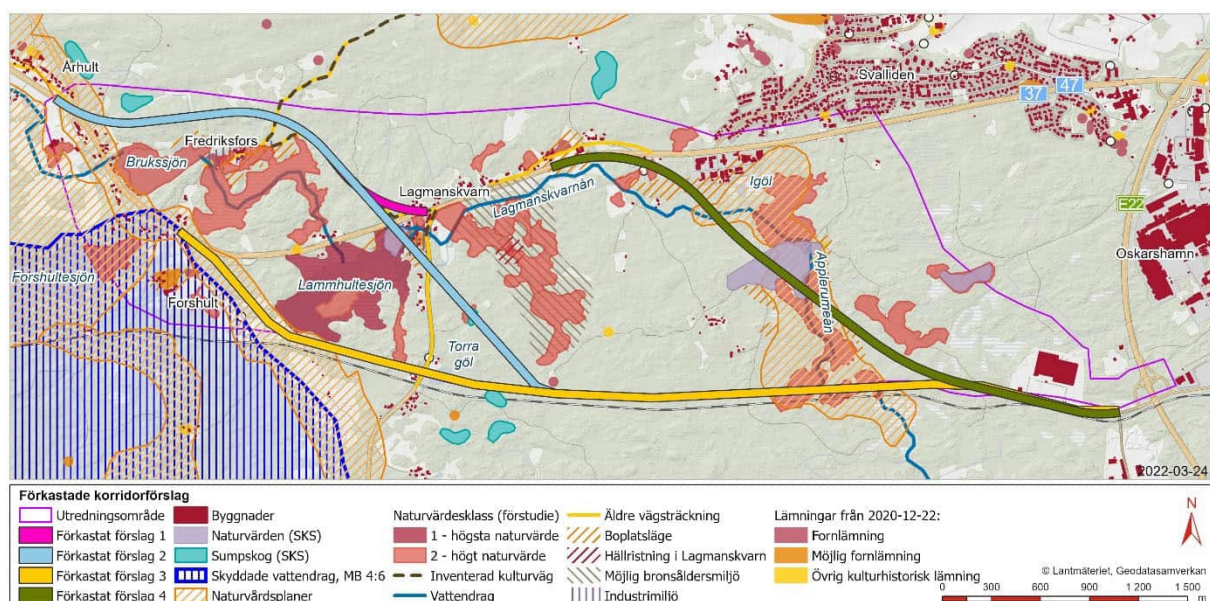 Århult
Svalliden
37
47
Fredriksfors
Brukssjön
Lagmanskvarn
Igöl
Lagmanskvarnån
E22
Oskarshamn
Forshultesjön
Lammhultesjön
Applerumeån
Forshult
Torra
göl
2022-03-24
Förkastade korridorförslag
Utredningsområde
Förkastat förslag 1
Förkastat förslag 2
Förkastat förslag 3
Förkastat förslag 4
Byggnader
Naturvärden (SKS)
Sumpskog (SKS)
Skyddade vattendrag, MB 4:6
Naturvårdsplaner
Naturvärdesklass (förstudie)
1 - högsta naturvärde
2 - högt naturvärde
Inventerad kulturväg
Vattendrag
Äldre vägsträckning
Boplatsläge
Hällristning i Lagmanskvarn
Möjlig bronsåldersmiljö
Industrimiljö
Lämningar från 2020-12-22:
Fornlämning
Möjlig fornlämning
Övrig kulturhistorisk lämning
N
© Lantmäteriet, Geodatasamverkan
0 300 600 900 1 200 1 500
m